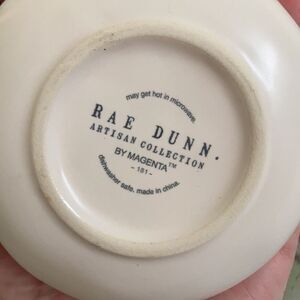 may get hot in microwave.
RAE DUNN.
ARTISAN COLLECTION
BY MAGENTA™
- 181 -
dishwasher safe. made in china.